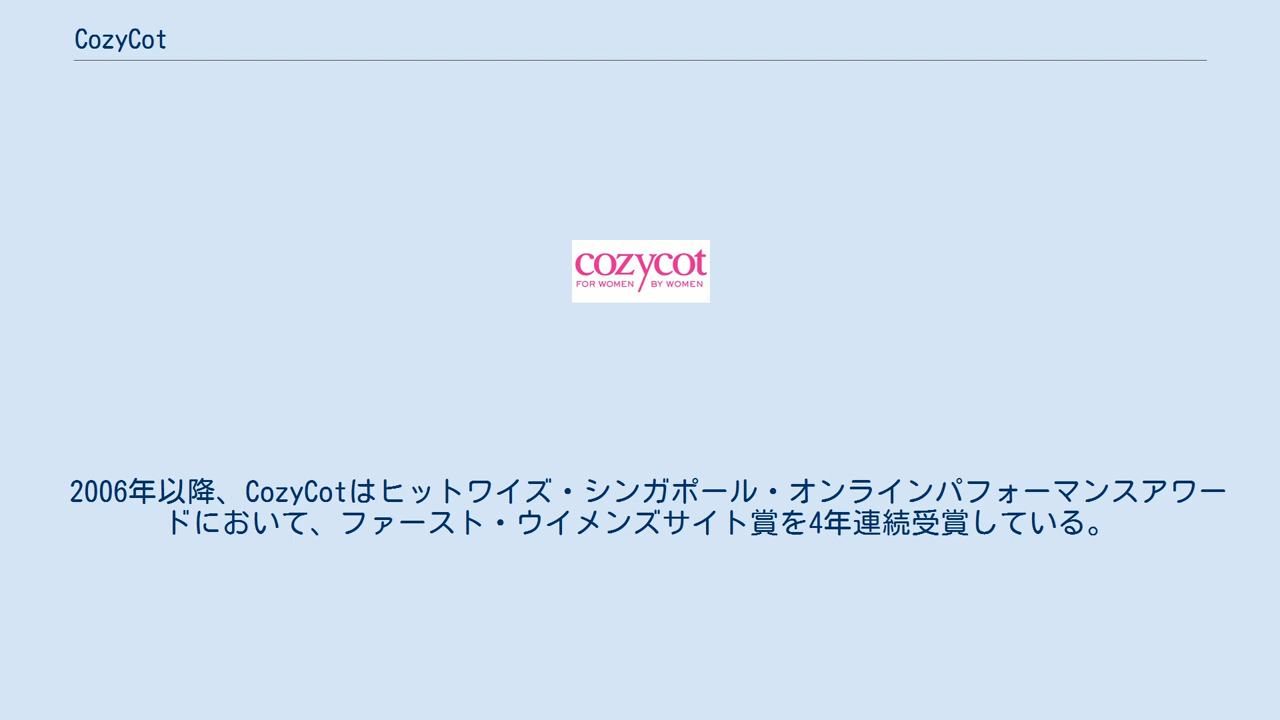 CozyCot
cozycot
FOR WOMEN BY WOMEN
2006年以降、CozyCotはヒットワイズ・シンガポール・オンラインパフォーマンスアワー
ドにおいて、ファースト・ウイメンズサイト賞を4年連続受賞している。